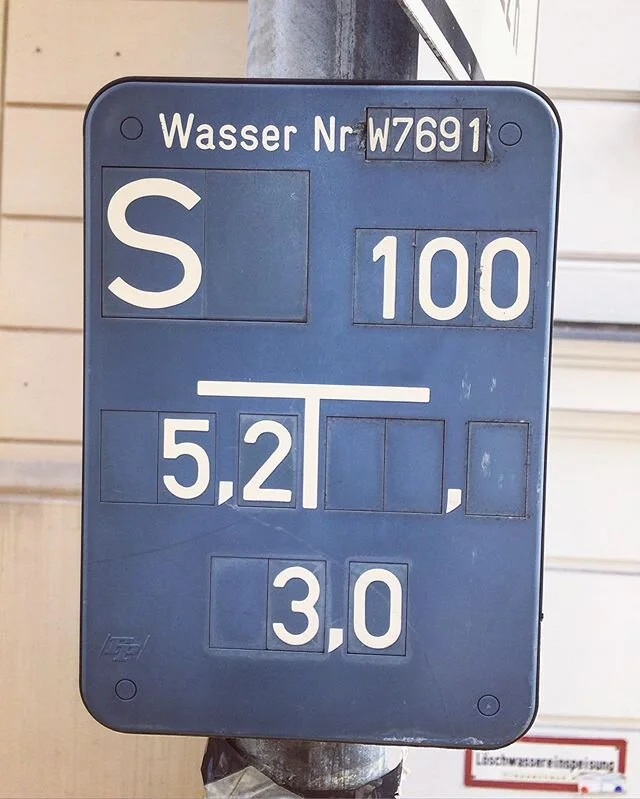 Wasser Nr W7691
S 100
5,2 ,
3,0
Löschwassereinspeisung